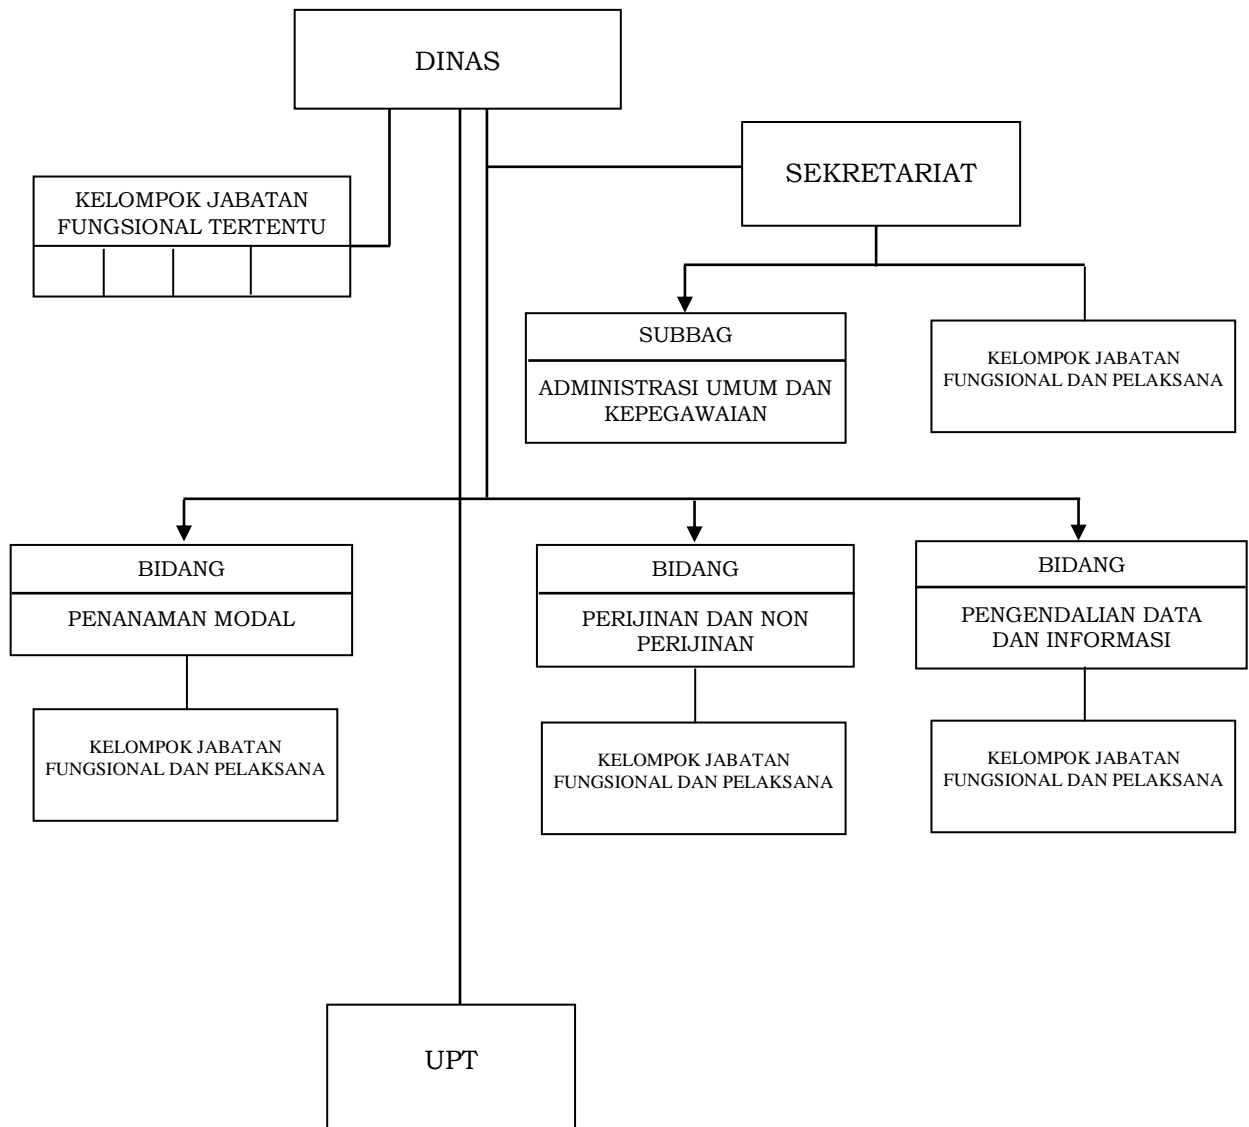 DINAS
SEKRETARIAT
KELOMPOK JABATAN
FUNGSIONAL TERTENTU
SUBBAG
ADMINISTRASI UMUM DAN
KEPEGAWAIAN
KELOMPOK JABATAN
FUNGSIONAL DAN PELAKSANA
BIDANG
PENANAMAN MODAL
BIDANG
PERIJINAN DAN NON
PERIJINAN
BIDANG
PENGENDALIAN DATA
DAN INFORMASI
KELOMPOK JABATAN
FUNGSIONAL DAN PELAKSANA
KELOMPOK JABATAN
FUNGSIONAL DAN PELAKSANA
KELOMPOK JABATAN
FUNGSIONAL DAN PELAKSANA
UPT